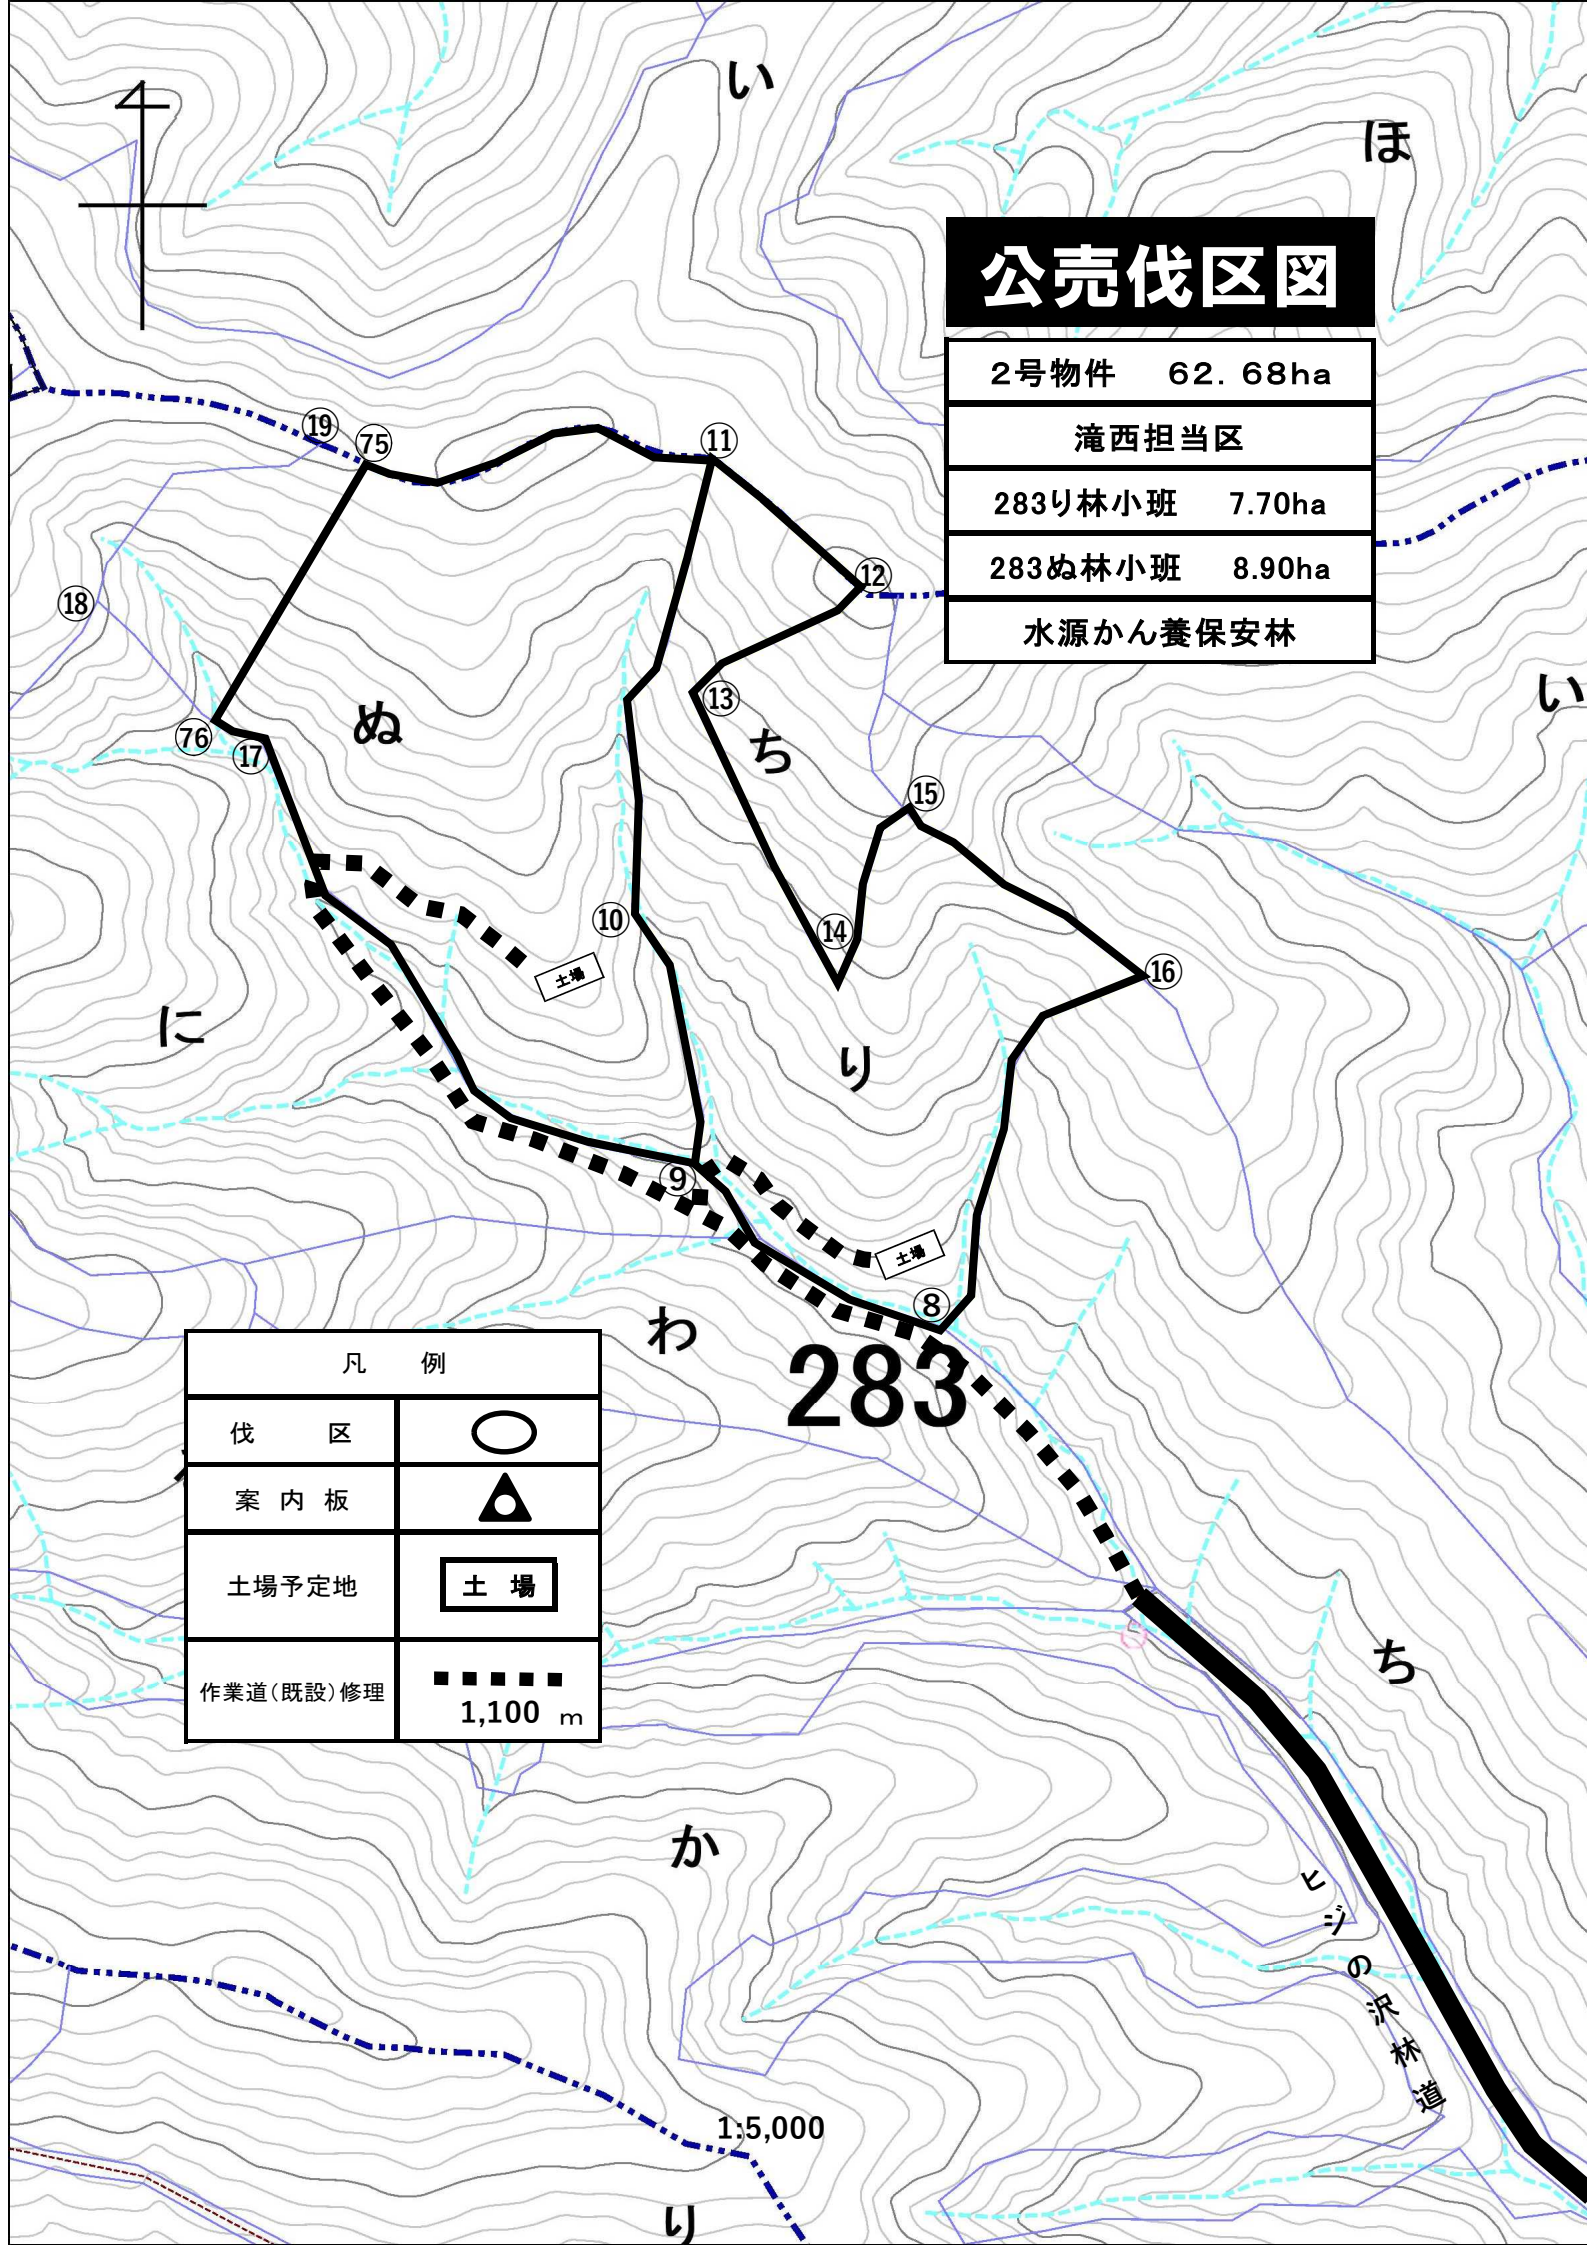 い
ほ
公売伐区図
2号物件 62.68ha
滝西担当区
283り林小班 7.70ha
283ぬ林小班 8.90ha
水源かん養保安林
⑲
75
⑪
⑫
⑱
⑬
い
76
⑰
ぬ
ち
⑮
⑩
⑭
⑯
土場
に
り
⑨
土場
⑧
わ
283
凡 例
伐 区
案 内 板
土場予定地
土 場
作業道(既設)修理
1,100 m
ち
か
ヒジの沢林道
1:5,000
り